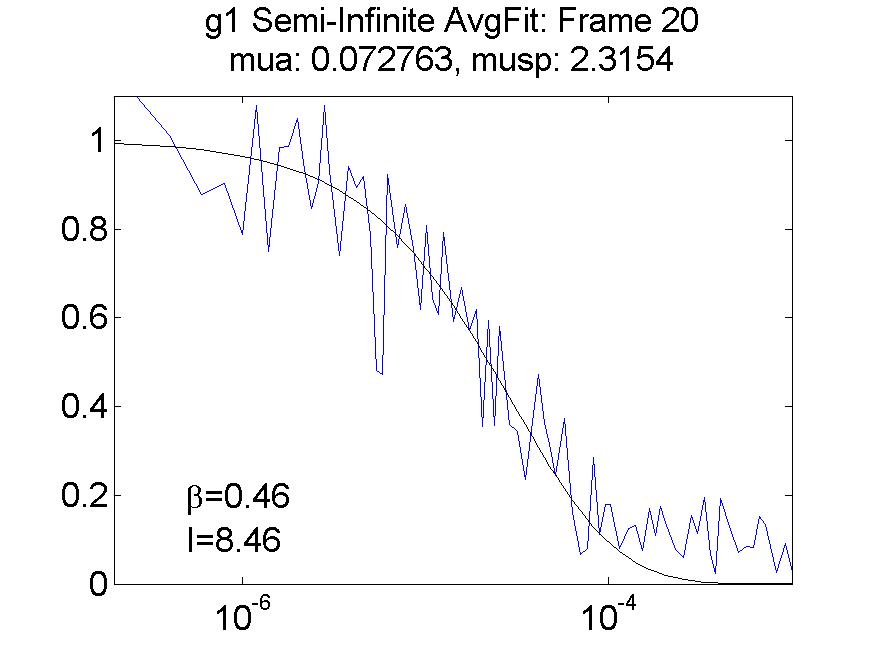 g1 Semi-Infinite AvgFit: Frame 20
mua: 0.072763, musp: 2.3154
1
0.8
0.6
0.4
0.2
0
β=0.46
I=8.46
10^-6
10^-4